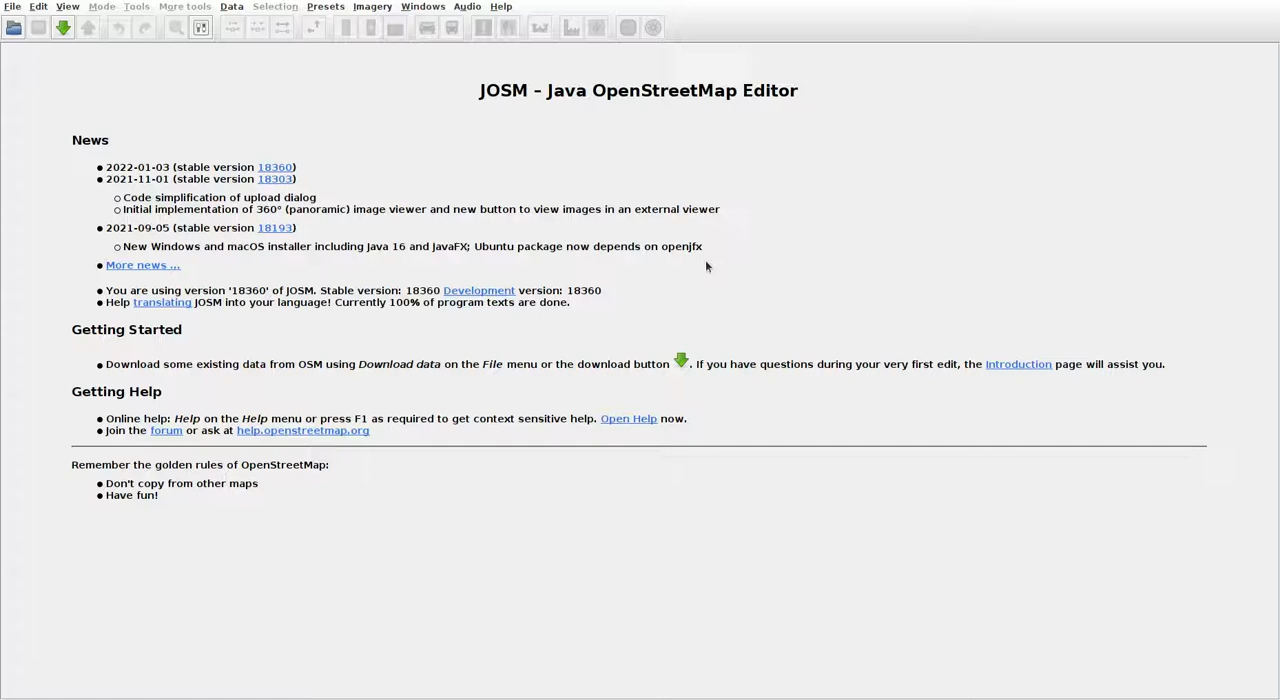 File Edit View Mode Tools More tools Data Selection Presets Imagery Windows Audio Help
JOSM – Java OpenStreetMap Editor
News
2022-01-03 (stable version 18360)
2021-11-01 (stable version 18303)
Code simplification of upload dialog
Initial implementation of 360° (panoramic) image viewer and new button to view images in an external viewer
2021-09-05 (stable version 18193)
New Windows and macOS installer including Java 16 and JavaFX; Ubuntu package now depends on openjfx
More news ...
You are using version '18360' of JOSM. Stable version: 18360 Development version: 18360
Help translating JOSM into your language! Currently 100% of program texts are done.
Getting Started
Download some existing data from OSM using Download data on the File menu or the download button . If you have questions during your very first edit, the Introduction page will assist you.
Getting Help
Online help: Help on the Help menu or press F1 as required to get context sensitive help. Open Help now.
Join the forum or ask at help.openstreetmap.org
Remember the golden rules of OpenStreetMap:
Don't copy from other maps
Have fun!